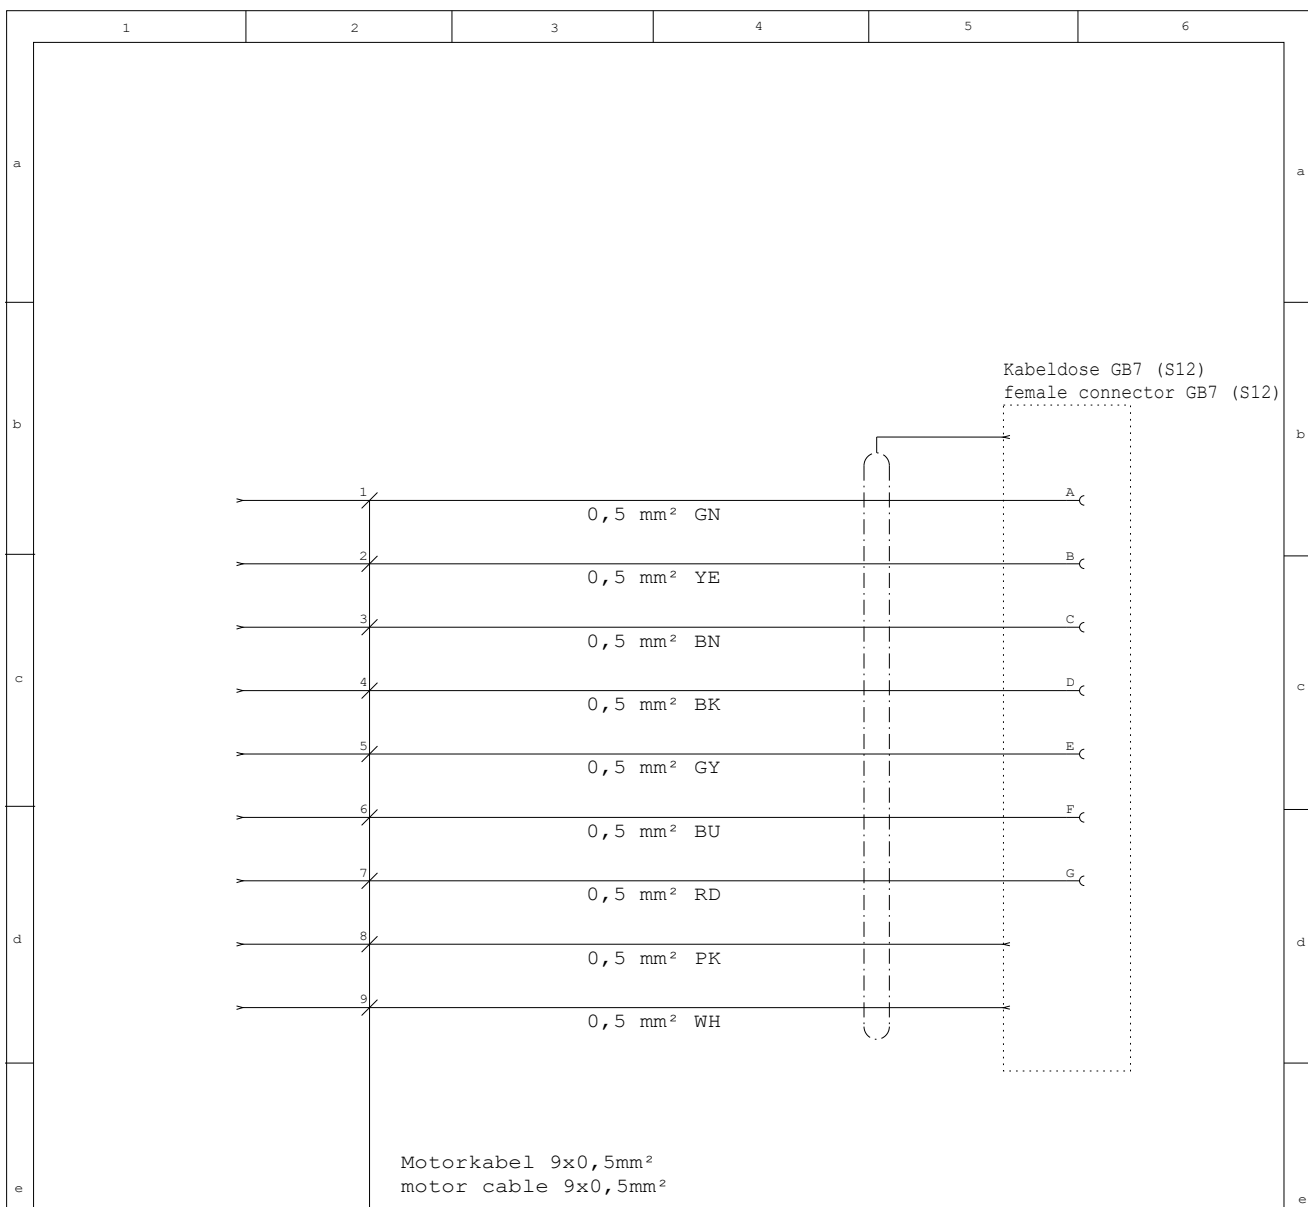 1 2 3 4 5 6
a a
Kabeldose GB7 (S12)
female connector GB7 (S12)
b b
1 A
0,5 mm² GN
2 B
0,5 mm² YE
3 C
0,5 mm² BN
c c
4 D
0,5 mm² BK
5 E
0,5 mm² GY
6 F
0,5 mm² BU
7 G
0,5 mm² RD
d d
8
0,5 mm² PK
9
0,5 mm² WH
Motorkabel 9x0,5mm²
motor cable 9x0,5mm²
e e